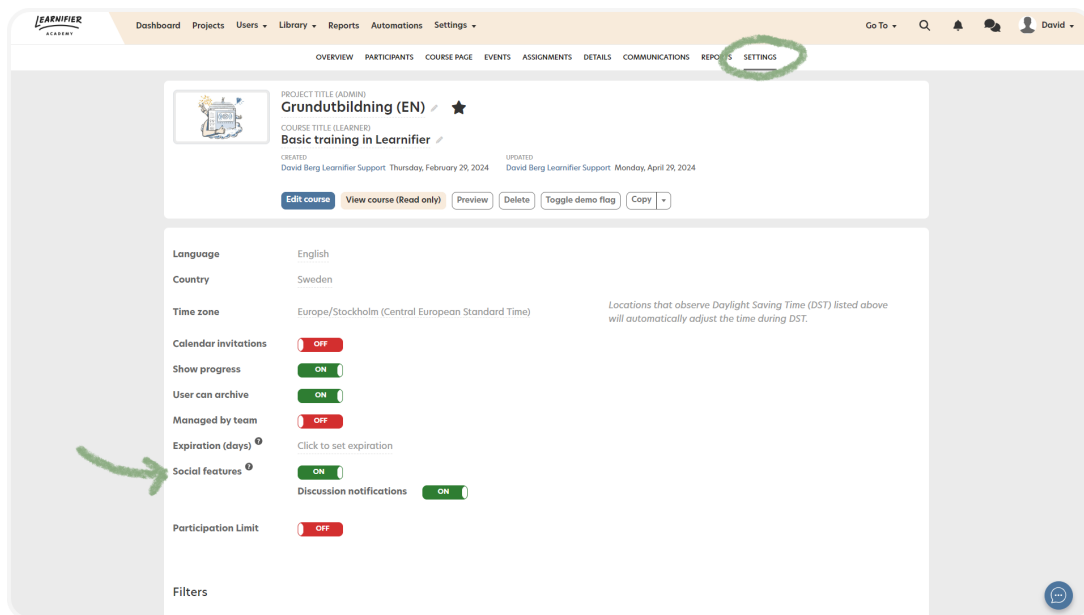 LEARNIFIER
ACADEMY
Dashboard Projects Users Library Reports Automations Settings Go To David
OVERVIEW PARTICIPANTS COURSE PAGE EVENTS ASSIGNMENTS DETAILS COMMUNICATIONS REPORTS SETTINGS
PROJECT TITLE (ADMIN)
Grundutbildning (EN)
COURSE TITLE (LEARNER)
Basic training in Learnifier
CREATED UPDATED
David Berg Learnifier Support Thursday, February 29, 2024 David Berg Learnifier Support Monday, April 29, 2024
Edit course View course (Read only) Preview Delete Toggle demo flag Copy
Language English
Country Sweden
Time zone Europe/Stockholm (Central European Standard Time) Locations that observe Daylight Saving Time (DST) listed above
will automatically adjust the time during DST.
Calendar invitations OFF
Show progress ON
User can archive ON
Managed by team OFF
Expiration (days) ? Click to set expiration
Social features ? ON
Discussion notifications ON
Participation Limit OFF
Filters